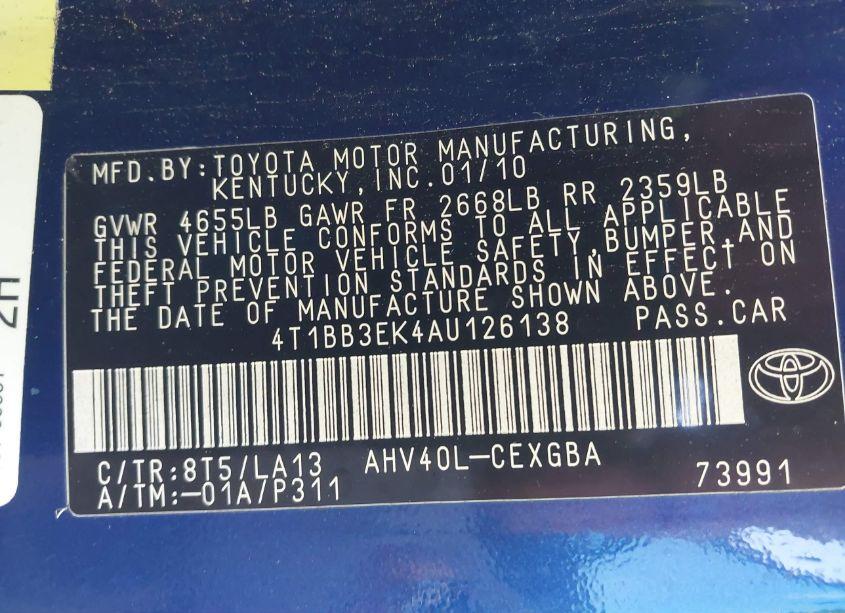 MFD.BY:TOYOTA MOTOR MANUFACTURING,
KENTUCKY,INC.01/10
GVWR 4655LB GAWR FR 2668LB RR 2359LB
THIS VEHICLE CONFORMS TO ALL APPLICABLE
FEDERAL MOTOR VEHICLE SAFETY,BUMPER,AND
THEFT PREVENTION STANDARDS IN EFFECT ON
THE DATE OF MANUFACTURE SHOWN ABOVE.
4T1BB3EK4AU126138 PASS.CAR
C/TR:8T5/LA13 AHV40L-CEXGBA
A/TM:-01A/P311 73991